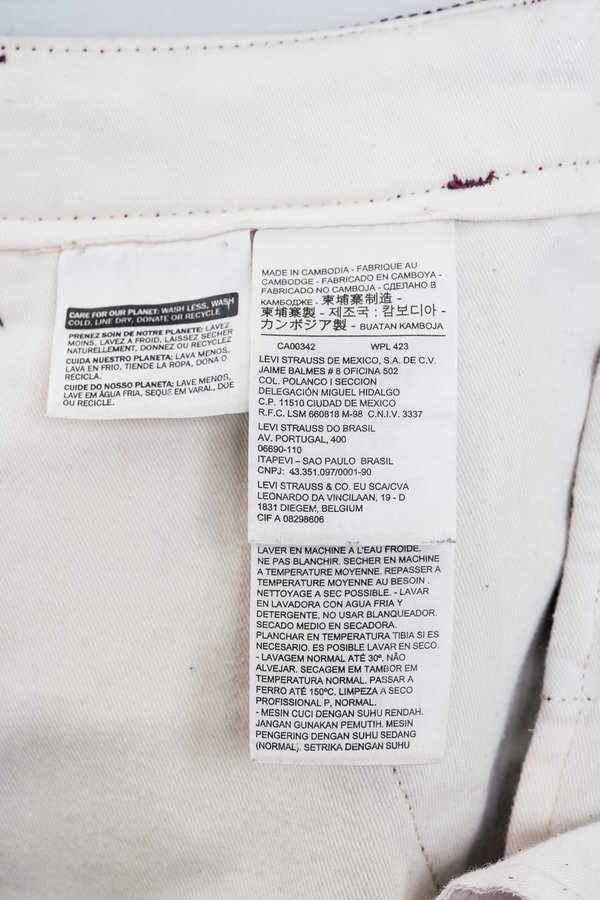 CARE FOR OUR PLANET: WASH LESS, WASH
COLD, LINE DRY, DONATE OR RECYCLE
PRENEZ SOIN DE NOTRE PLANETE: LAVEZ
MOINS, LAVEZ A FROID, LAISSEZ SECHER
NATURELLEMENT, DONNEZ OU RECYCLEZ
CUIDA NUESTRO PLANETA: LAVA MENOS,
LAVA EN FRIO, TIENDE LA ROPA, DONA O
RECICLA.
CUIDE DO NOSSO PLANETA: LAVE MENOS,
LAVE EM ÁGUA FRIA, SEQUE EM VARAL, DOE
OU RECICLE.
MADE IN CAMBODIA - FABRIQUE AU
CAMBODGE - FABRICADO EN CAMBOYA -
FABRICADO NO CAMBOJA - СДЕЛАНО В
КАМБОДЖЕ - 柬埔寨制造 -
柬埔寨製 - 제조국 : 캄보디아 -
カンボジア製 - BUATAN KAMBOJA
CA00342 WPL 423
LEVI STRAUSS DE MEXICO, S.A. DE C.V.
JAIME BALMES # 8 OFICINA 502
COL. POLANCO I SECCION
DELEGACIÓN MIGUEL HIDALGO
C.P. 11510 CIUDAD DE MEXICO
R.F.C. LSM 660818 M-98 C.N.I.V. 3337
LEVI STRAUSS DO BRASIL
AV. PORTUGAL, 400
06690-110
ITAPEVI – SAO PAULO BRASIL
CNPJ: 43.351.097/0001-90
LEVI STRAUSS & CO. EU SCA/CVA
LEONARDO DA VINCILAAN, 19 - D
1831 DIEGEM, BELGIUM
CIF A 08298606
LAVER EN MACHINE A L'EAU FROIDE.
NE PAS BLANCHIR. SECHER EN MACHINE
A TEMPERATURE MOYENNE. REPASSER A
TEMPERATURE MOYENNE AU BESOIN .
NETTOYAGE A SEC POSSIBLE. - LAVAR
EN LAVADORA CON AGUA FRIA Y
DETERGENTE. NO USAR BLANQUEADOR.
SECADO MEDIO EN SECADORA.
PLANCHAR EN TEMPERATURA TIBIA SI ES
NECESARIO. ES POSIBLE LAVAR EN SECO.
- LAVAGEM NORMAL ATÉ 30º. NÃO
ALVEJAR. SECAGEM EM TAMBOR EM
TEMPERATURA NORMAL. PASSAR A
FERRO ATÉ 150ºC. LIMPEZA A SECO
PROFISSIONAL P, NORMAL.
- MESIN CUCI DENGAN SUHU RENDAH.
JANGAN GUNAKAN PEMUTIH. MESIN
PENGERING DENGAN SUHU SEDANG
(NORMAL). SETRIKA DENGAN SUHU